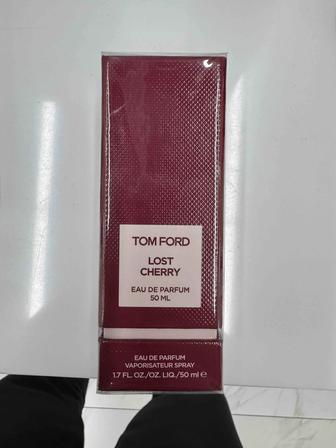 TOM FORD
LOST
CHERRY
EAU DE PARFUM
50 ML
EAU DE PARFUM
VAPORISATEUR SPRAY
1.7 FL. OZ./OZ. LIQ./50 ml ℮